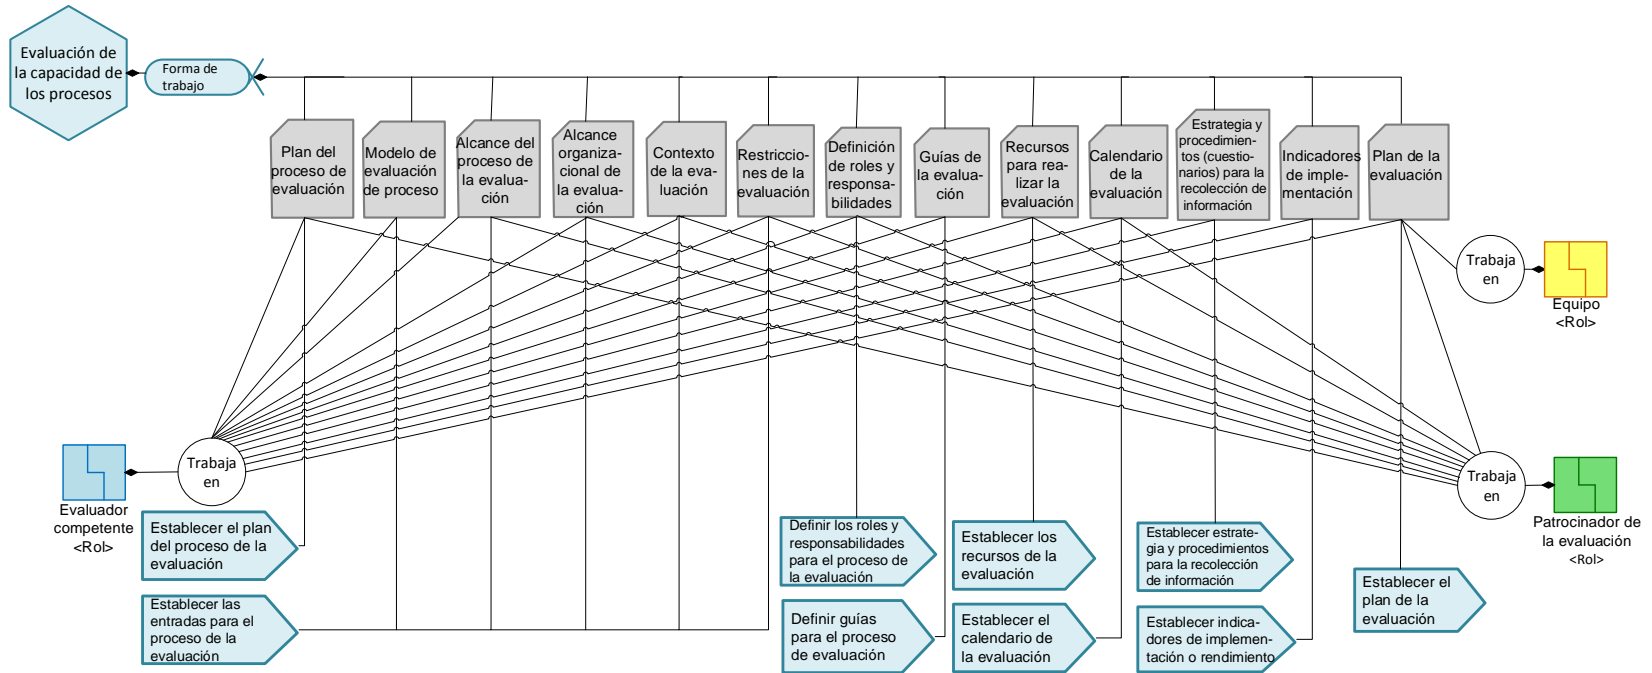 Evaluación de
la capacidad de
los procesos
Forma de
trabajo
Plan del
proceso de
evaluación
Modelo de
evaluación
de proceso
Alcance del
proceso de
la evalua-
ción
Alcance
organiza-
cional de
la evalua-
ción
Contexto
de la eva-
luación
Restriccio-
nes de la
evaluación
Definición
de roles y
responsa-
bilidades
Guías de
la evalua-
ción
Recursos
para rea-
lizar la
evaluación
Calendario
de la
evaluación
Estrategia y
procedimien-
tos (cuestio-
narios) para la
recolección de
información
Indicadores
de imple-
mentación
Plan de la
evaluación
Trabaja
en
Equipo
<Rol>
Trabaja
en
Evaluador
competente
<Rol>
Trabaja
en
Patrocinador de
la evaluación
<Rol>
Establecer el plan
del proceso de la
evaluación
Establecer las
entradas para el
proceso de la
evaluación
Definir los roles y
responsabilidades
para el proceso de
la evaluación
Definir guías
para el proceso
de evaluación
Establecer los
recursos de la
evaluación
Establecer el
calendario de
la evaluación
Establecer estrate-
gia y procedimientos
para la recolección
de información
Establecer indica-
dores de implemen-
tación o rendimiento
Establecer el
plan de la
evaluación